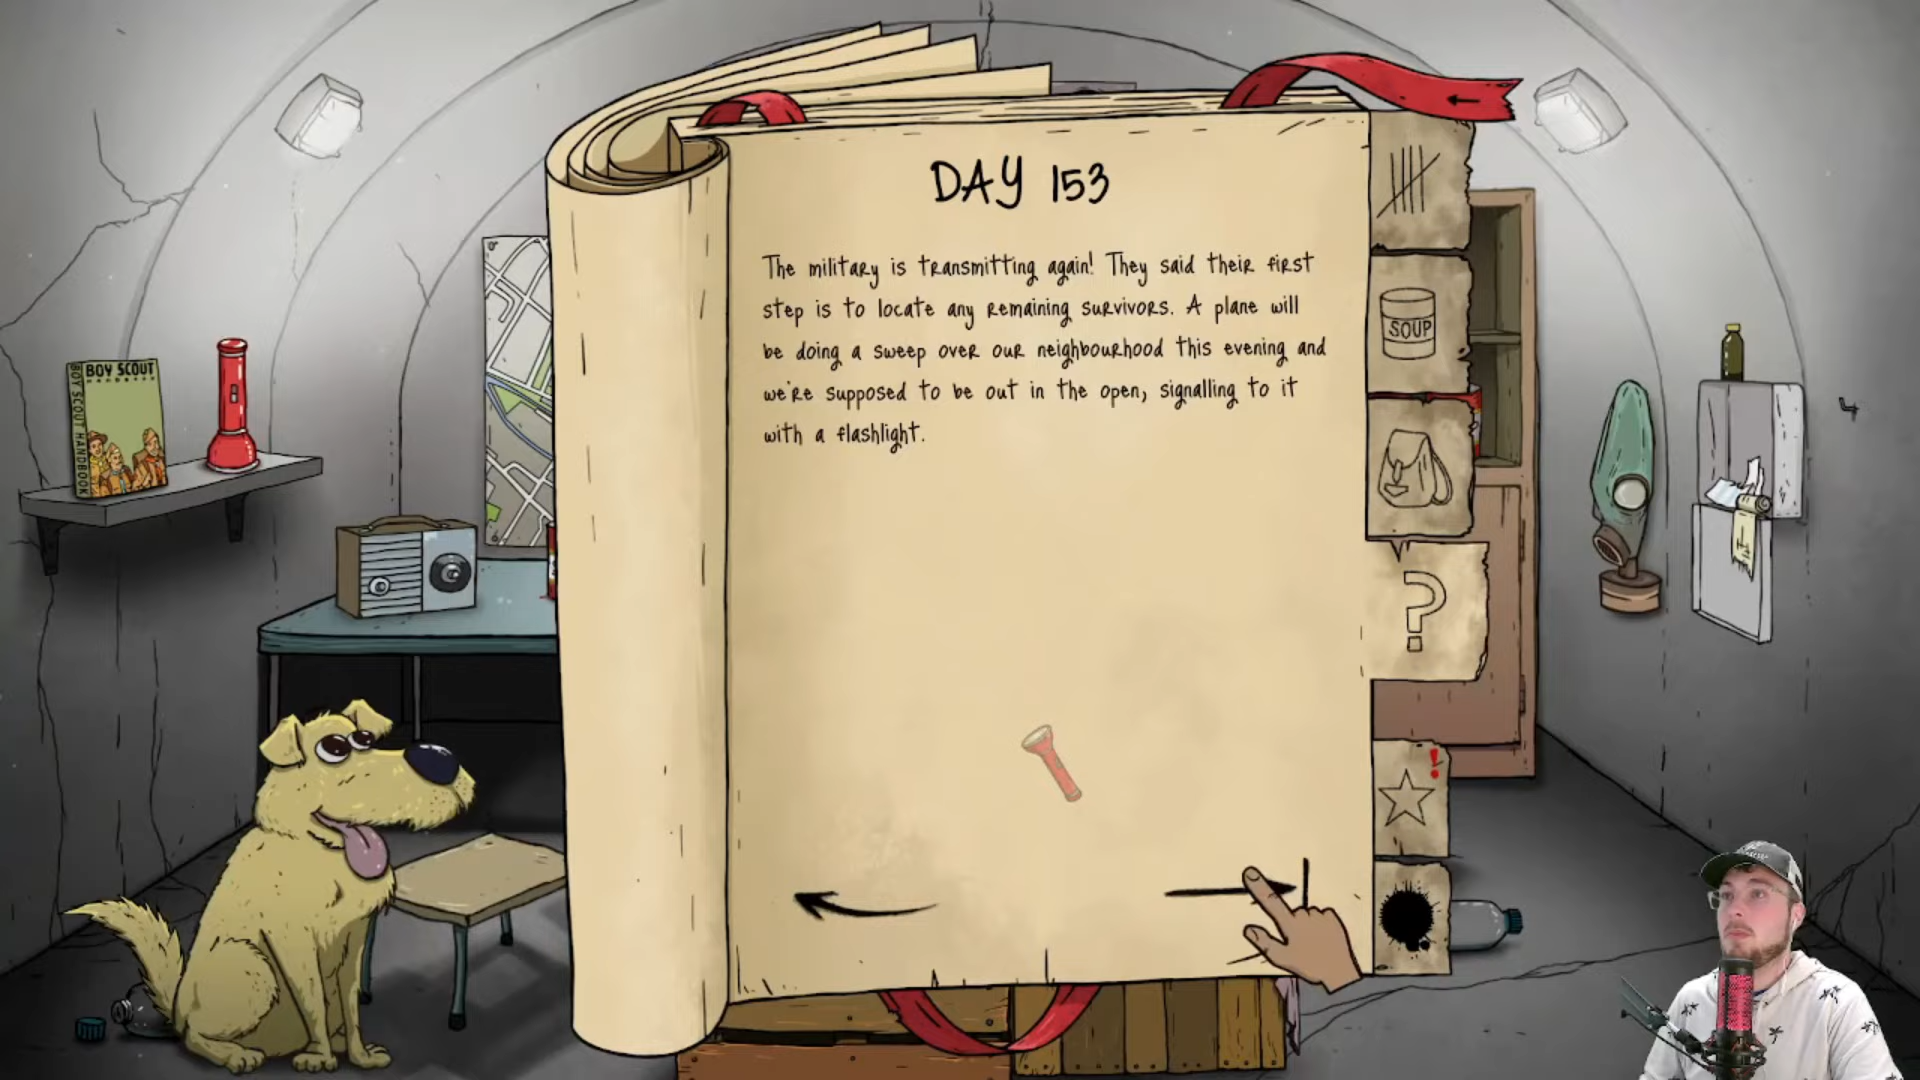 DAY 153
The military is transmitting again! They said their first
step is to locate any remaining survivors. A plane will
be doing a sweep over our neighbourhood this evening and
we're supposed to be out in the open, signalling to it
with a flashlight.
BOY SCOUT
BOY SCOUT HANDBOOK
SOUP
?
!